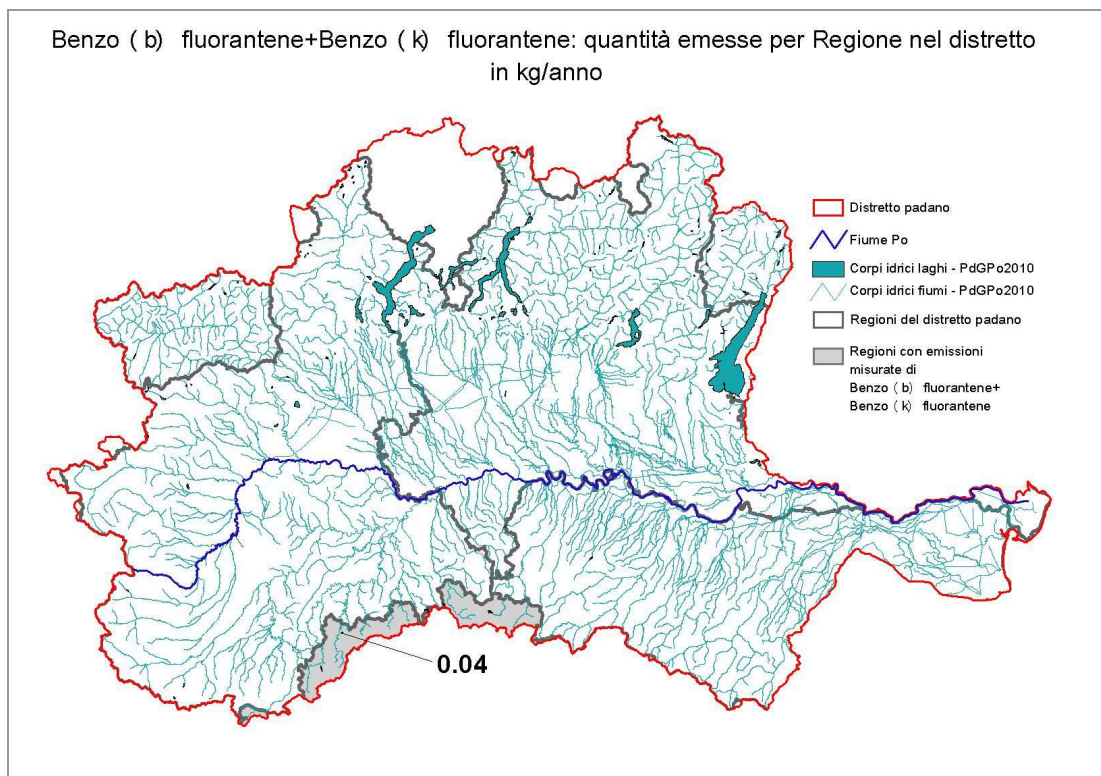 Benzo (b) fluorantene+Benzo (k) fluorantene: quantità emesse per Regione nel distretto
in kg/anno
Distretto padano
Fiume Po
Corpi idrici laghi - PdGPo2010
Corpi idrici fiumi - PdGPo2010
Regioni del distretto padano
Regioni con emissioni
misurate di
Benzo (b) fluorantene+
Benzo (k) fluorantene
0.04